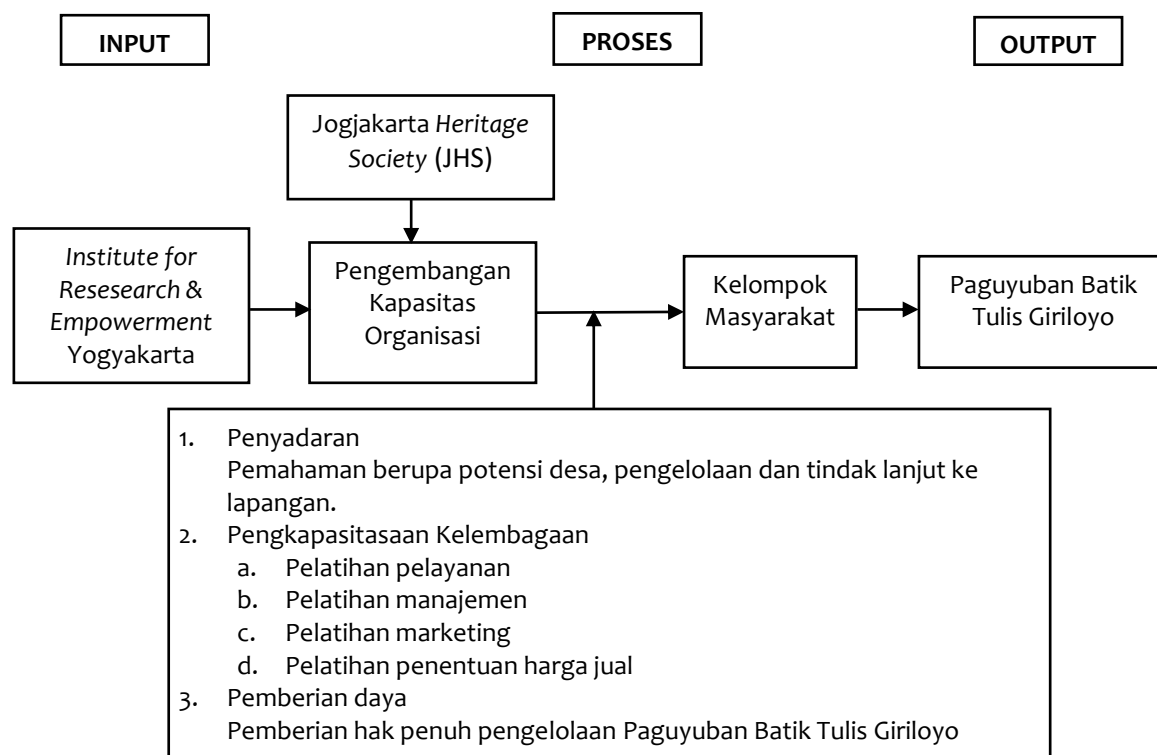 INPUT
PROSES
OUTPUT
Jogjakarta Heritage
Society (JHS)
Institute for
Resesearch &
Empowerment
Yogyakarta
Pengembangan
Kapasitas
Organisasi
Kelompok
Masyarakat
Paguyuban Batik
Tulis Giriloyo
1. Penyadaran
Pemahaman berupa potensi desa, pengelolaan dan tindak lanjut ke
lapangan.
2. Pengkapasitasaan Kelembagaan
a. Pelatihan pelayanan
b. Pelatihan manajemen
c. Pelatihan marketing
d. Pelatihan penentuan harga jual
3. Pemberian daya
Pemberian hak penuh pengelolaan Paguyuban Batik Tulis Giriloyo